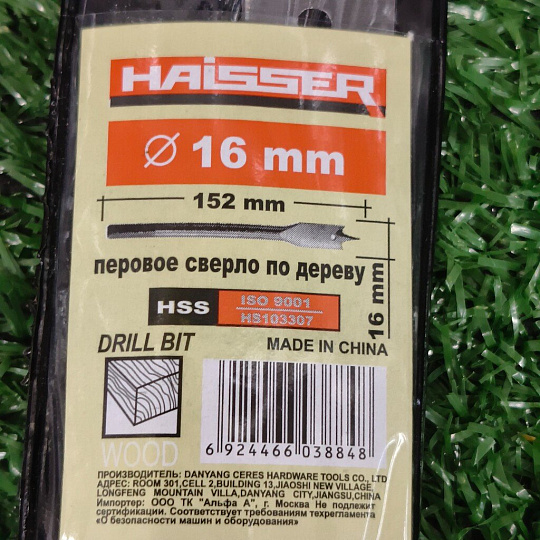 HAISSER
Ø 16 mm
152 mm
перовое сверло по дереву
16 mm
HSS
ISO 9001
HS103307
DRILL BIT
MADE IN CHINA
WOOD
6 924466 038848
ПРОИЗВОДИТЕЛЬ: DANYANG CERES HARDWARE TOOLS CO., LTD
АДРЕС: ROOM 301,CELL 2,BUILDING 13,JIAOSHI NEW VILLAGE,
LONGFENG MOUNTAIN VILLA,DANYANG CITY,JIANGSU,CHINA
Импортер: ООО ТК "Альфа А", г. Москва Не подлежит
сертификации. Соответствует требованиям техрегламента
«О безопасности машин и оборудования»